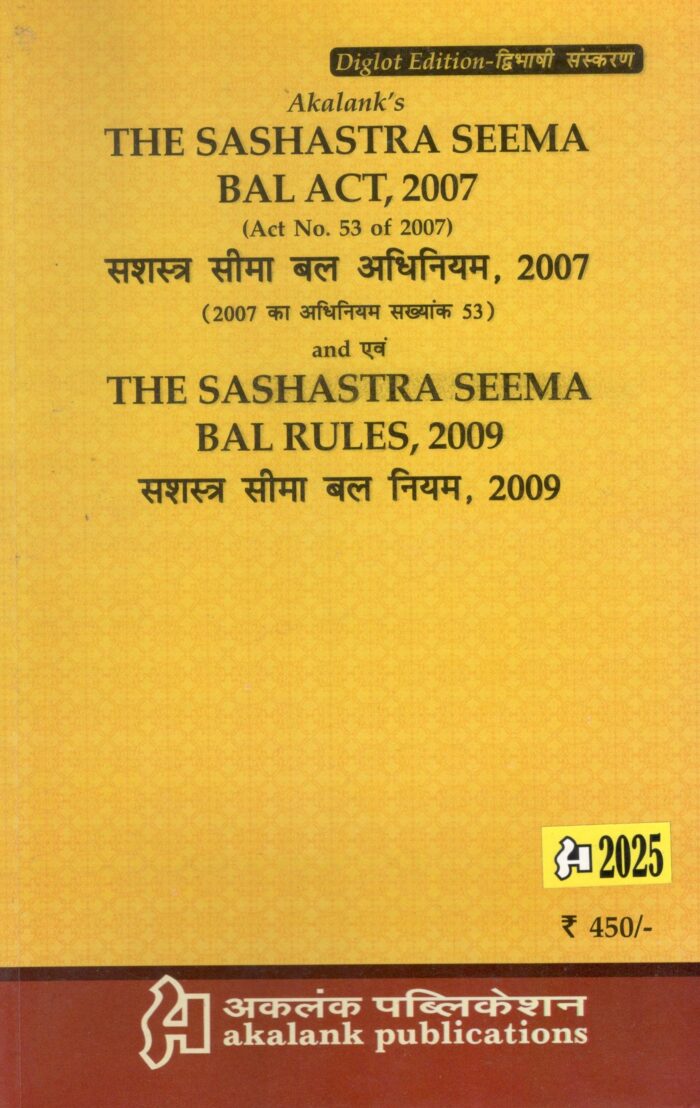 Diglot Edition-द्विभाषी संस्करण
Akalank's
THE SASHASTRA SEEMA
BAL ACT, 2007
(Act No. 53 of 2007)
सशस्त्र सीमा बल अधिनियम, 2007
(2007 का अधिनियम सख्यांक 53)
and एवं
THE SASHASTRA SEEMA
BAL RULES, 2009
सशस्त्र सीमा बल नियम, 2009
2025
₹ 450/-
अकलंक पब्लिकेशन
akalank publications